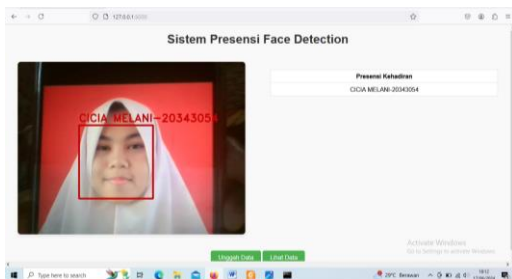 127.0.0.1:8000
Sistem Presensi Face Detection
CICIA MELANI-20343054
Presensi Kehadiran
CICIA MELANI-20343054
Unggah Data
Lihat Data
Activate Windows
Go to Settings to activate Windows.
Type here to search
29°C Berawan